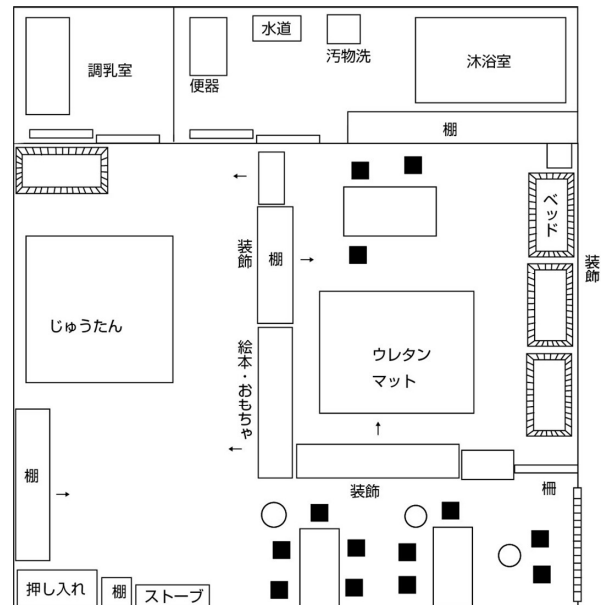 水道
調乳室
便器
汚物洗
沐浴室
棚
ベッド
装飾
棚
装飾
じゅうたん
絵本・おもちゃ
ウレタン
マット
棚
装飾
柵
押し入れ
棚
ストーブ